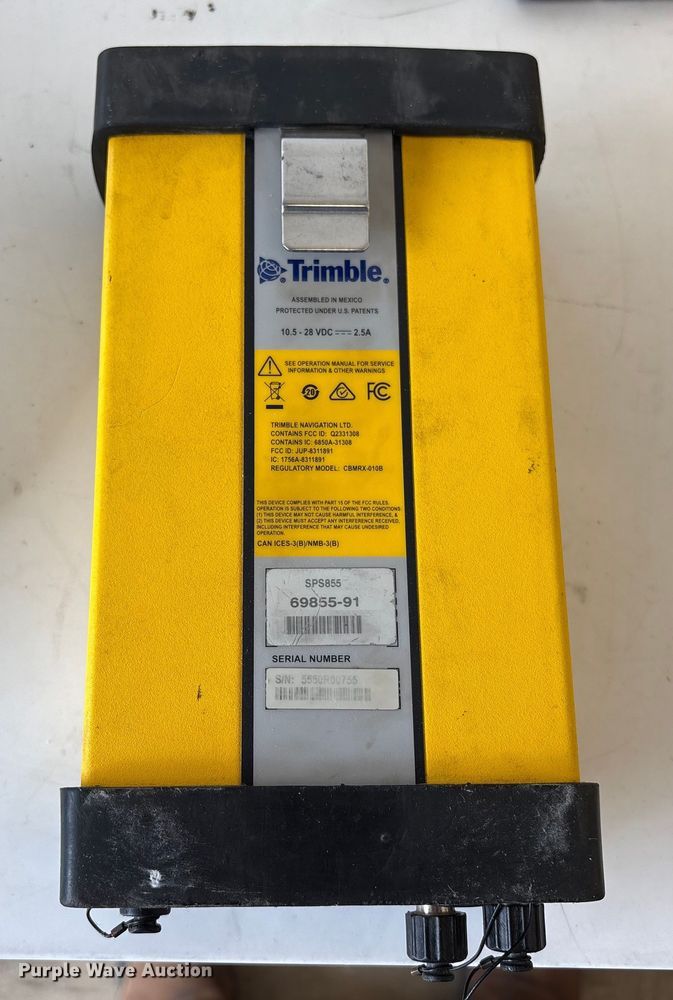 Trimble
ASSEMBLED IN MEXICO
PROTECTED UNDER U.S. PATENTS
10.5 - 28 VDC 2.5A
SEE OPERATION MANUAL FOR SERVICE
INFORMATION & OTHER WARNINGS
20
FC
TRIMBLE NAVIGATION LTD.
CONTAINS FCC ID: Q2331308
CONTAINS IC: 6850A-31308
FCC ID: JUP-8311891
IC: 1756A-8311891
REGULATORY MODEL: CBMRX-010B
THIS DEVICE COMPLIES WITH PART 15 OF THE FCC RULES.
OPERATION IS SUBJECT TO THE FOLLOWING TWO CONDITIONS:
(1) THIS DEVICE MAY NOT CAUSE HARMFUL INTERFERENCE, &
(2) THIS DEVICE MUST ACCEPT ANY INTERFERENCE RECEIVED,
INCLUDING INTERFERENCE THAT MAY CAUSE UNDESIRED
OPERATION.
CAN ICES-3(B)/NMB-3(B)
SPS855
69855-91
SERIAL NUMBER
S/N: 5550R00755
Purple Wave Auction